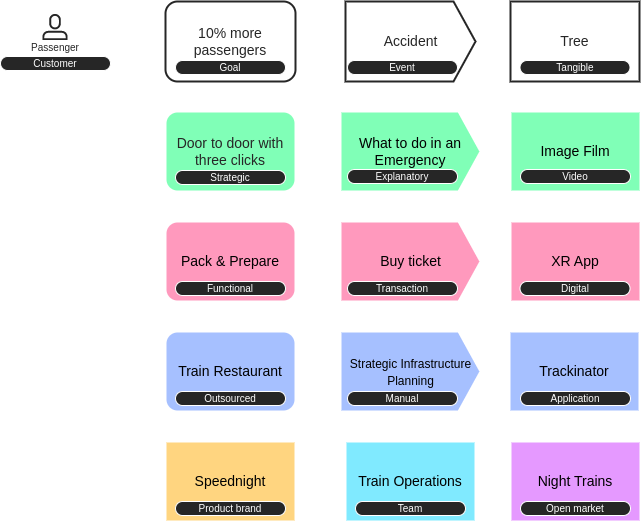 Passenger
Customer
10% more
passengers
Goal
Accident
Event
Tree
Tangible
Door to door with
three clicks
Strategic
What to do in an
Emergency
Explanatory
Image Film
Video
Pack & Prepare
Functional
Buy ticket
Transaction
XR App
Digital
Train Restaurant
Outsourced
Strategic Infrastructure
Planning
Manual
Trackinator
Application
Speednight
Product brand
Train Operations
Team
Night Trains
Open market